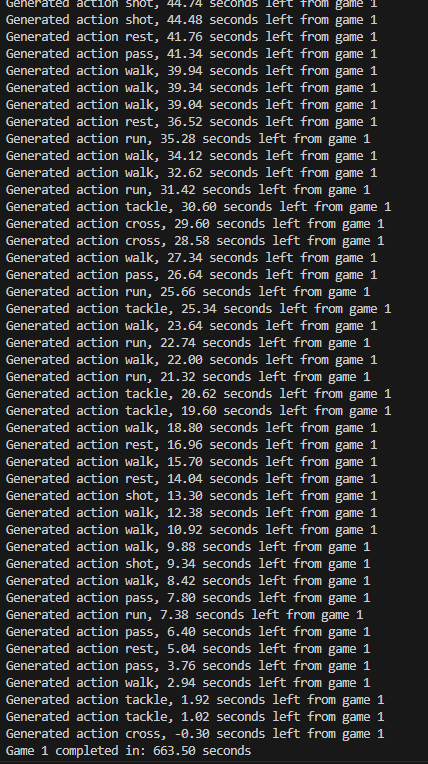 Generated action shot, 44.74 seconds left from game 1
Generated action shot, 44.48 seconds left from game 1
Generated action rest, 41.76 seconds left from game 1
Generated action pass, 41.34 seconds left from game 1
Generated action walk, 39.94 seconds left from game 1
Generated action walk, 39.34 seconds left from game 1
Generated action walk, 39.04 seconds left from game 1
Generated action rest, 36.52 seconds left from game 1
Generated action run, 35.28 seconds left from game 1
Generated action walk, 34.12 seconds left from game 1
Generated action walk, 32.62 seconds left from game 1
Generated action run, 31.42 seconds left from game 1
Generated action tackle, 30.60 seconds left from game 1
Generated action cross, 29.60 seconds left from game 1
Generated action cross, 28.58 seconds left from game 1
Generated action walk, 27.34 seconds left from game 1
Generated action pass, 26.64 seconds left from game 1
Generated action run, 25.66 seconds left from game 1
Generated action tackle, 25.34 seconds left from game 1
Generated action walk, 23.64 seconds left from game 1
Generated action run, 22.74 seconds left from game 1
Generated action walk, 22.00 seconds left from game 1
Generated action run, 21.32 seconds left from game 1
Generated action tackle, 20.62 seconds left from game 1
Generated action tackle, 19.60 seconds left from game 1
Generated action walk, 18.80 seconds left from game 1
Generated action rest, 16.96 seconds left from game 1
Generated action walk, 15.70 seconds left from game 1
Generated action rest, 14.04 seconds left from game 1
Generated action shot, 13.30 seconds left from game 1
Generated action walk, 12.38 seconds left from game 1
Generated action walk, 10.92 seconds left from game 1
Generated action walk, 9.88 seconds left from game 1
Generated action shot, 9.34 seconds left from game 1
Generated action walk, 8.42 seconds left from game 1
Generated action pass, 7.80 seconds left from game 1
Generated action run, 7.38 seconds left from game 1
Generated action pass, 6.40 seconds left from game 1
Generated action rest, 5.04 seconds left from game 1
Generated action pass, 3.76 seconds left from game 1
Generated action walk, 2.94 seconds left from game 1
Generated action tackle, 1.92 seconds left from game 1
Generated action tackle, 1.02 seconds left from game 1
Generated action cross, -0.30 seconds left from game 1
Game 1 completed in: 663.50 seconds